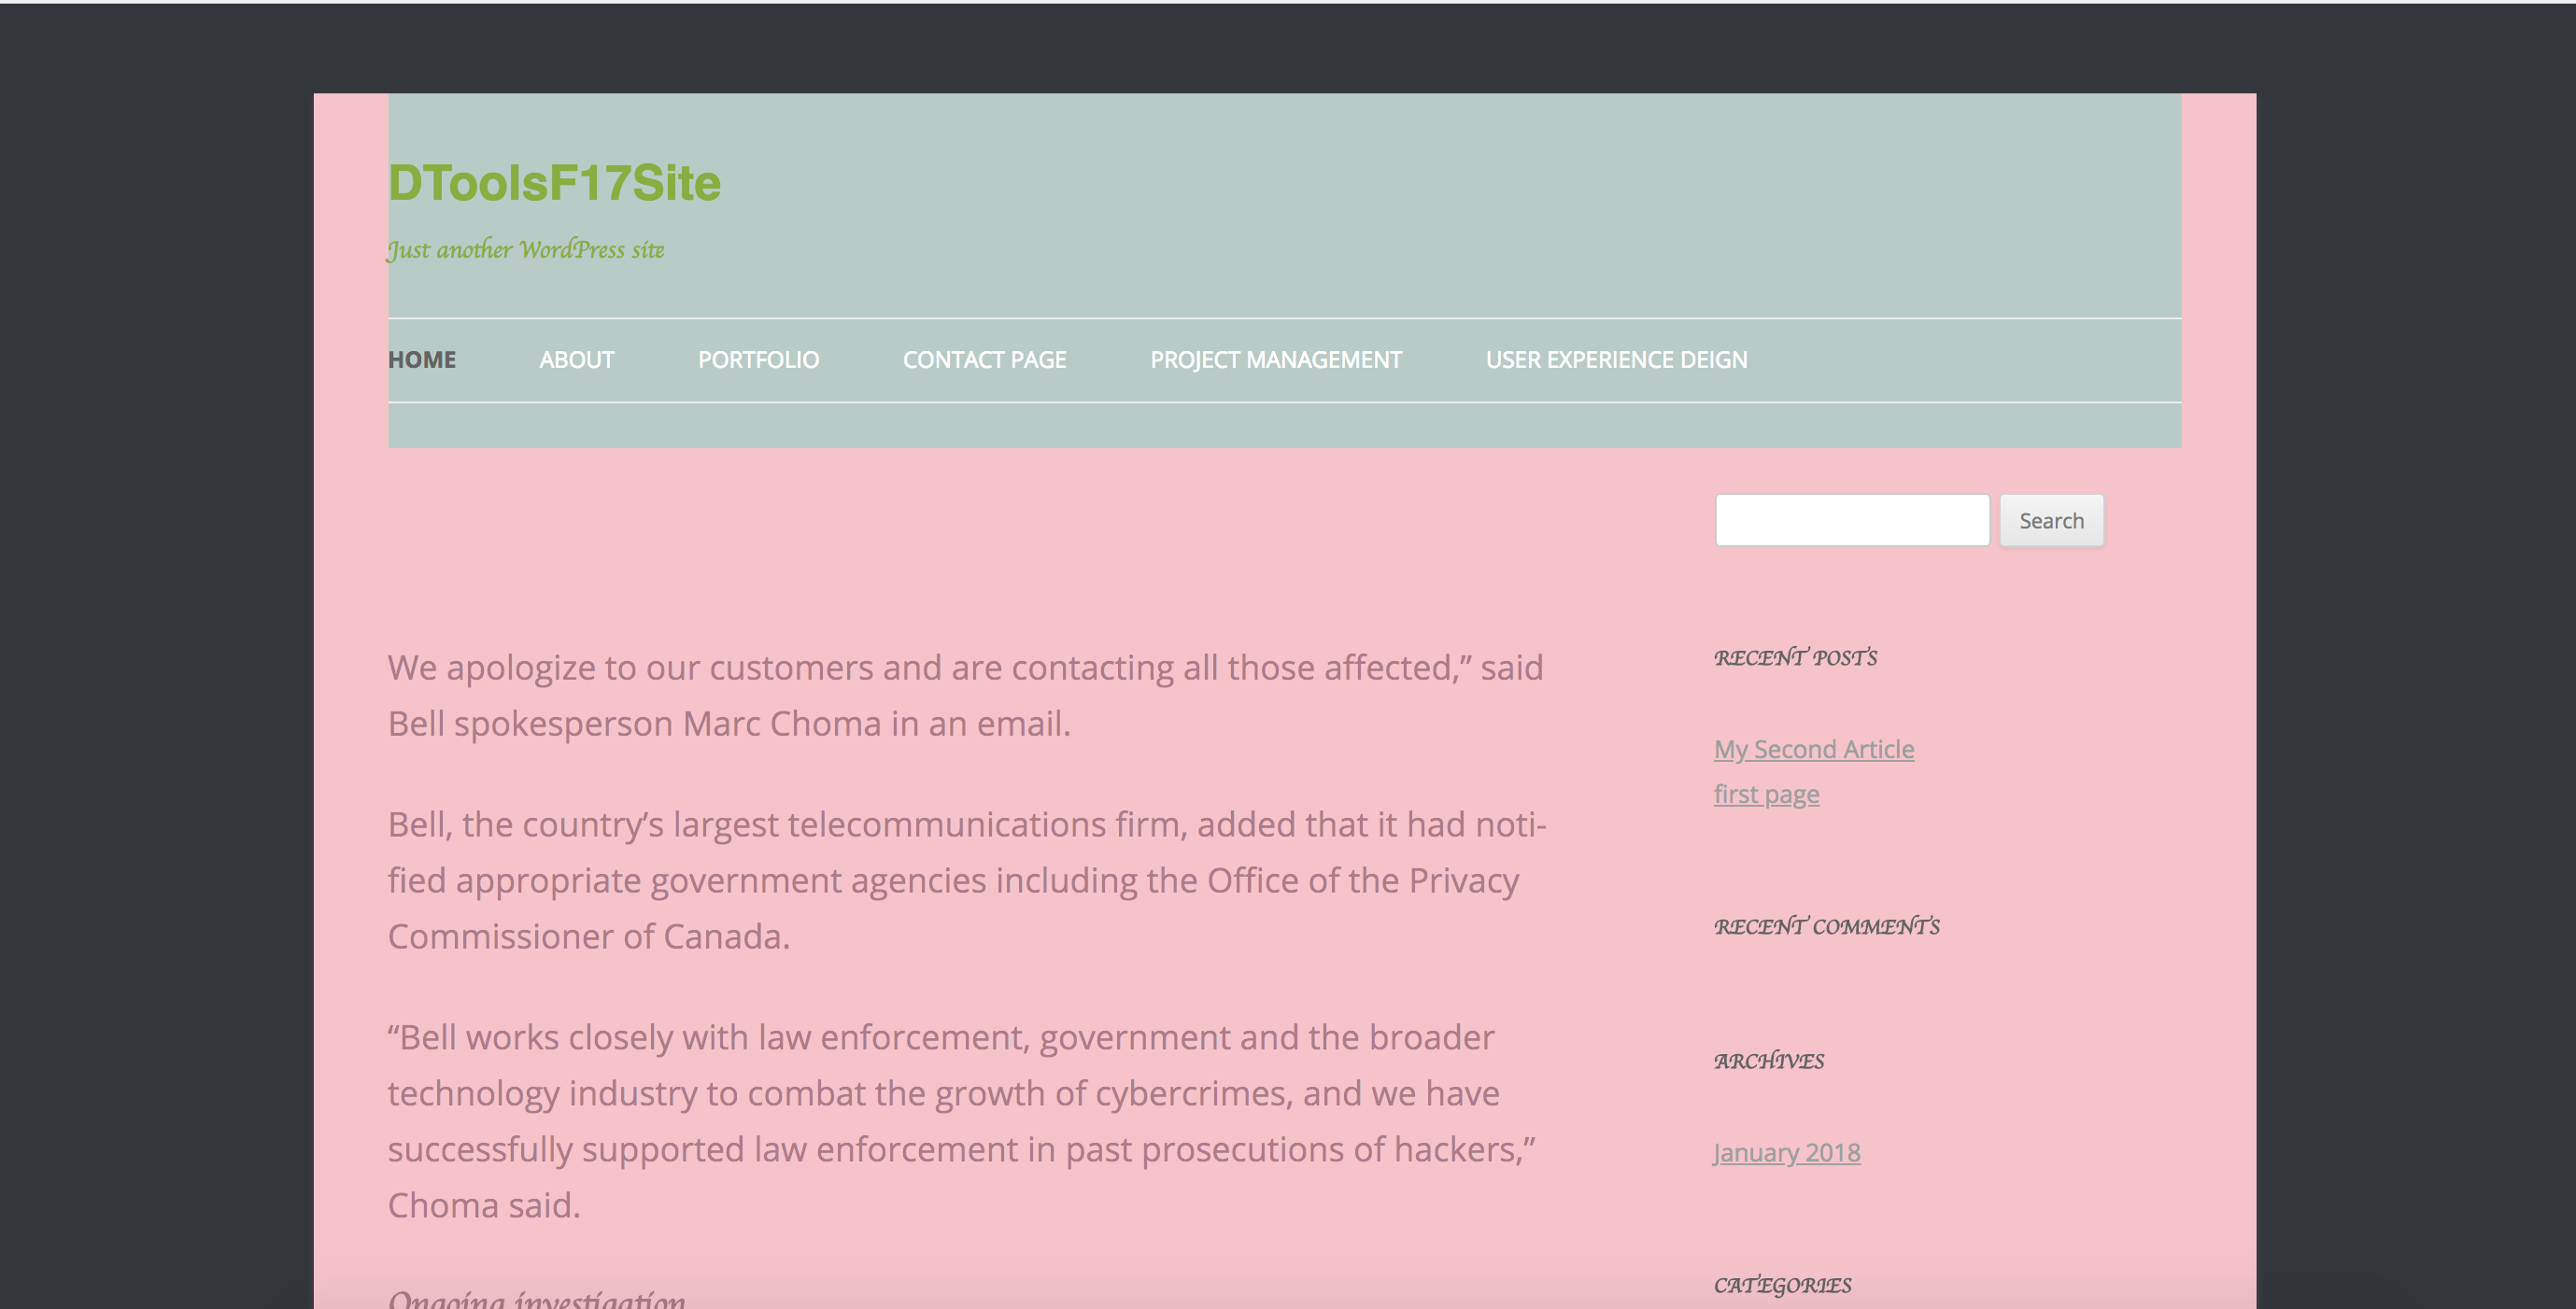 DToolsF17Site
Just another WordPress site
HOME ABOUT PORTFOLIO CONTACT PAGE PROJECT MANAGEMENT USER EXPERIENCE DEIGN
Search
We apologize to our customers and are contacting all those affected,” said
Bell spokesperson Marc Choma in an email.
Bell, the country’s largest telecommunications firm, added that it had noti-
fied appropriate government agencies including the Office of the Privacy
Commissioner of Canada.
“Bell works closely with law enforcement, government and the broader
technology industry to combat the growth of cybercrimes, and we have
successfully supported law enforcement in past prosecutions of hackers,”
Choma said.
Ongoing investigation
RECENT POSTS
My Second Article
first page
RECENT COMMENTS
ARCHIVES
January 2018
CATEGORIES